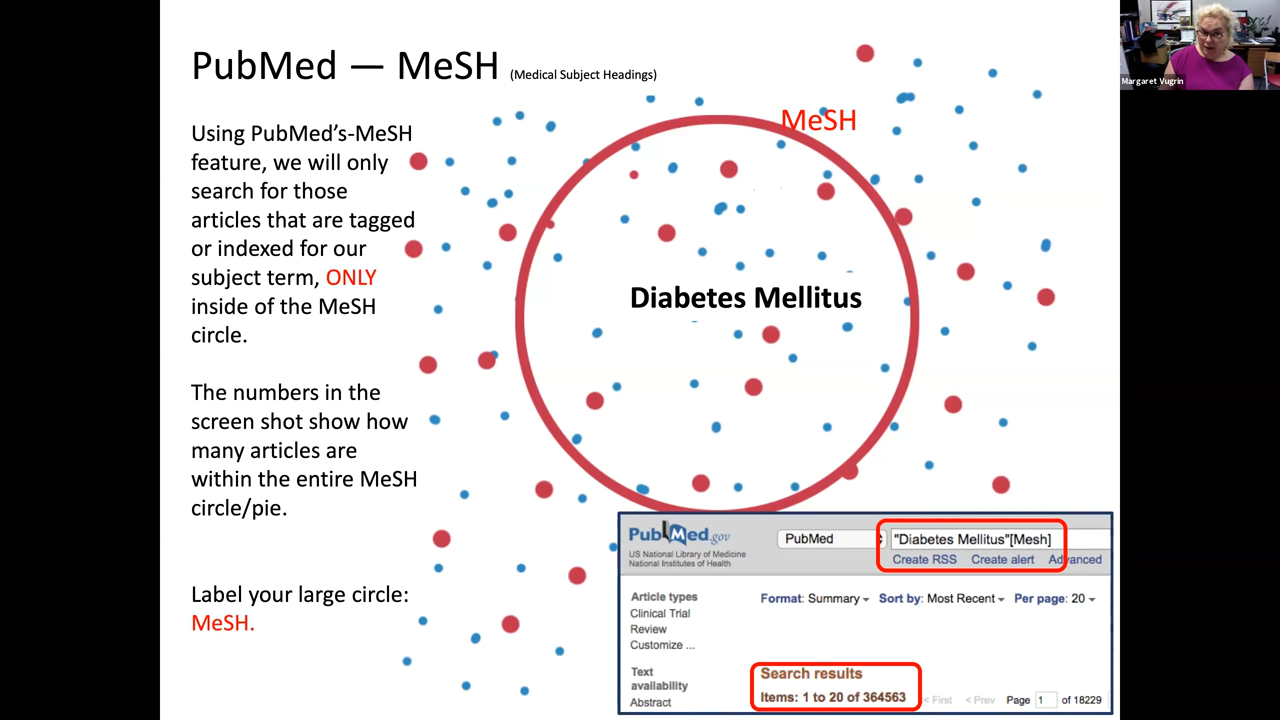 PubMed — MeSH (Medical Subject Headings)
Margaret Vugrin
MeSH
Using PubMed's-MeSH
feature, we will only
search for those
articles that are tagged
or indexed for our
subject term, ONLY
inside of the MeSH
circle.
Diabetes Mellitus
The numbers in the
screen shot show how
many articles are
within the entire MeSH
circle/pie.
Label your large circle:
MeSH.
PubMed.gov
US National Library of Medicine
National Institutes of Health
PubMed
"Diabetes Mellitus"[Mesh]
Create RSS Create alert Advanced
Article types
Clinical Trial
Review
Customize ...
Text
availability
Abstract
Format: Summary Sort by: Most Recent Per page: 20
Search results
Items: 1 to 20 of 364563
< First < Prev Page 1 of 18229